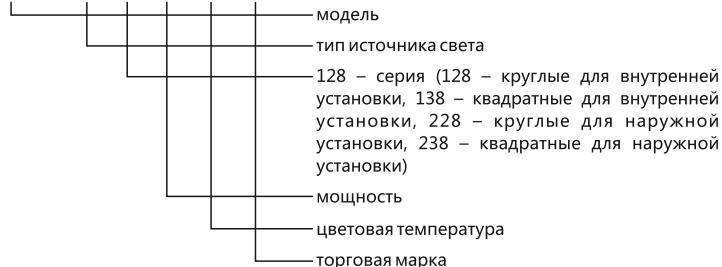 модель
тип источника света
128 – серия (128 – круглые для внутренней
установки, 138 – квадратные для внутренней
установки, 228 – круглые для наружной
установки, 238 – квадратные для наружной
установки)
мощность
цветовая температура
торговая марка